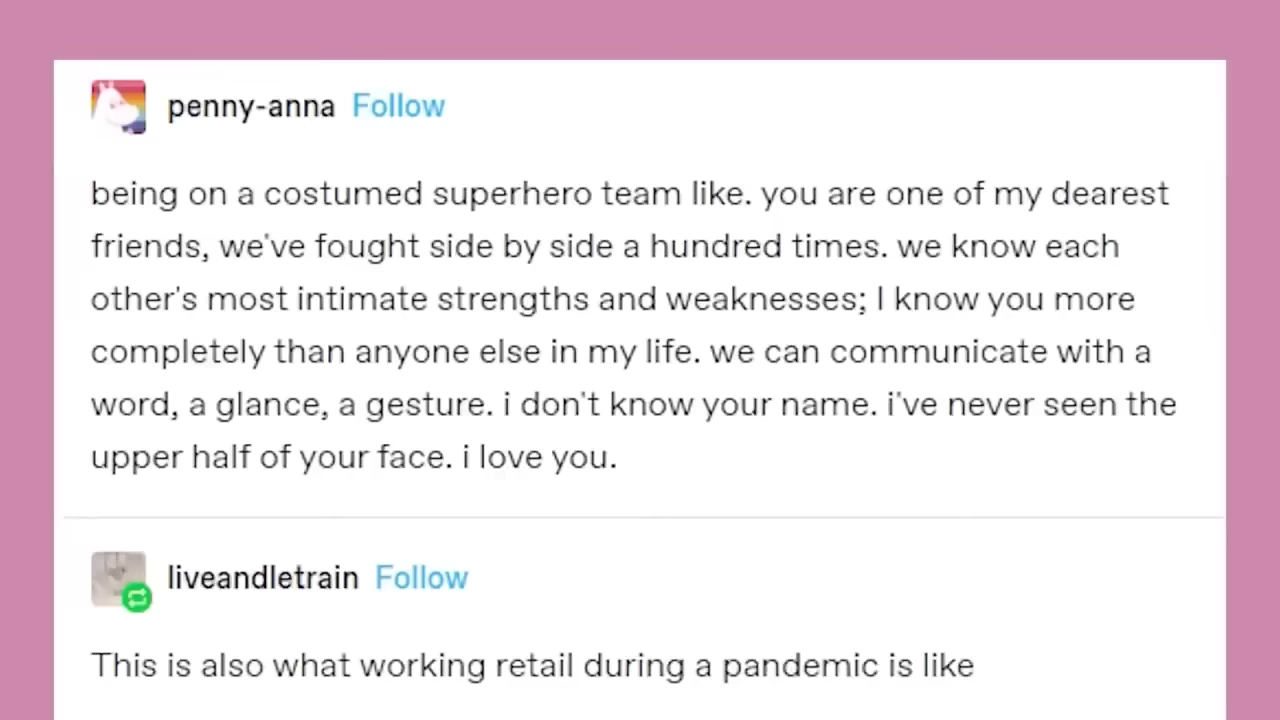 penny-anna Follow
being on a costumed superhero team like. you are one of my dearest
friends, we've fought side by side a hundred times. we know each
other's most intimate strengths and weaknesses; I know you more
completely than anyone else in my life. we can communicate with a
word, a glance, a gesture. i don't know your name. i've never seen the
upper half of your face. i love you.
liveandletrain Follow
This is also what working retail during a pandemic is like